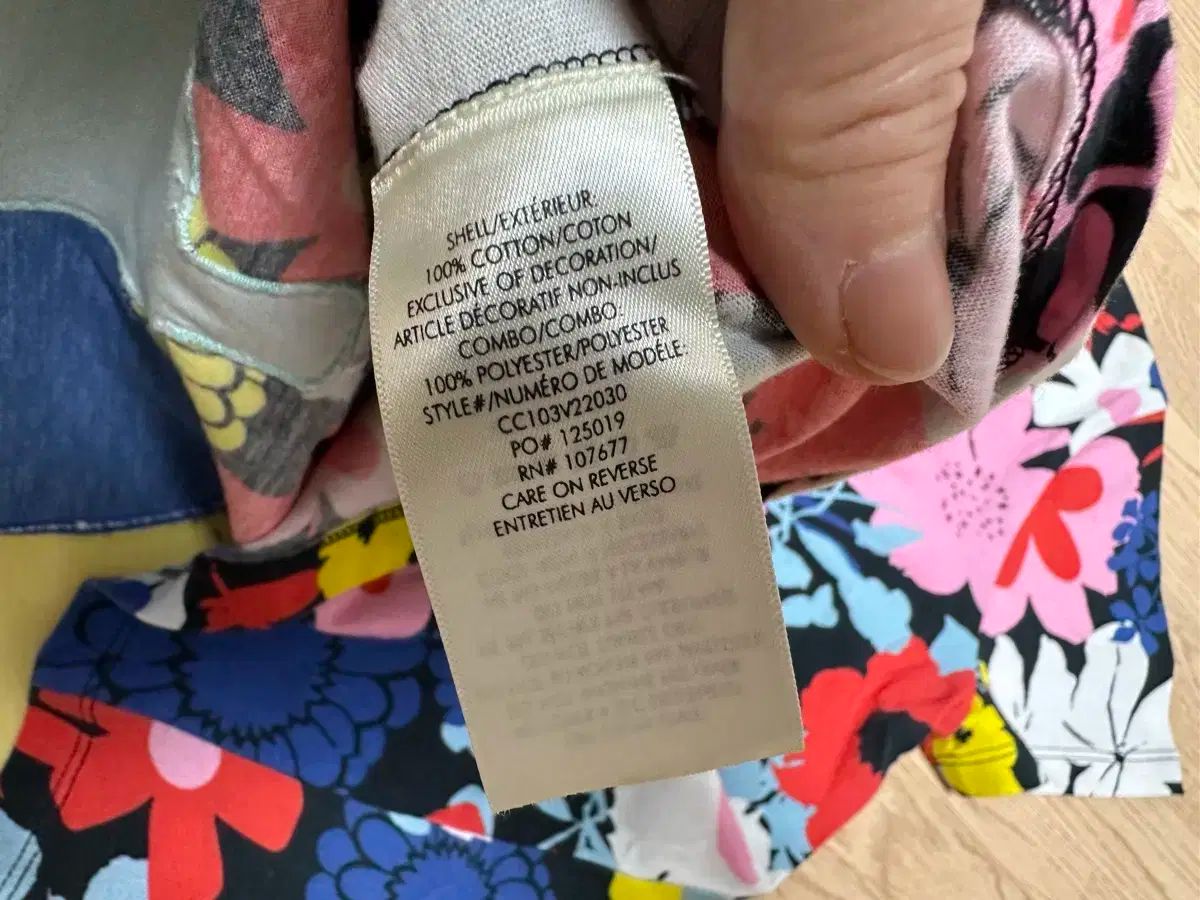 SHELL/EXTÉRIEUR:
100% COTTON/COTON
EXCLUSIVE OF DECORATION/
ARTICLE DÉCORATIF NON-INCLUS
COMBO/COMBO:
100% POLYESTER/POLYESTER
STYLE#/NUMÉRO DE MODÉLE:
CC103V22030
PO# 125019
RN# 107677
CARE ON REVERSE
ENTRETIEN AU VERSO